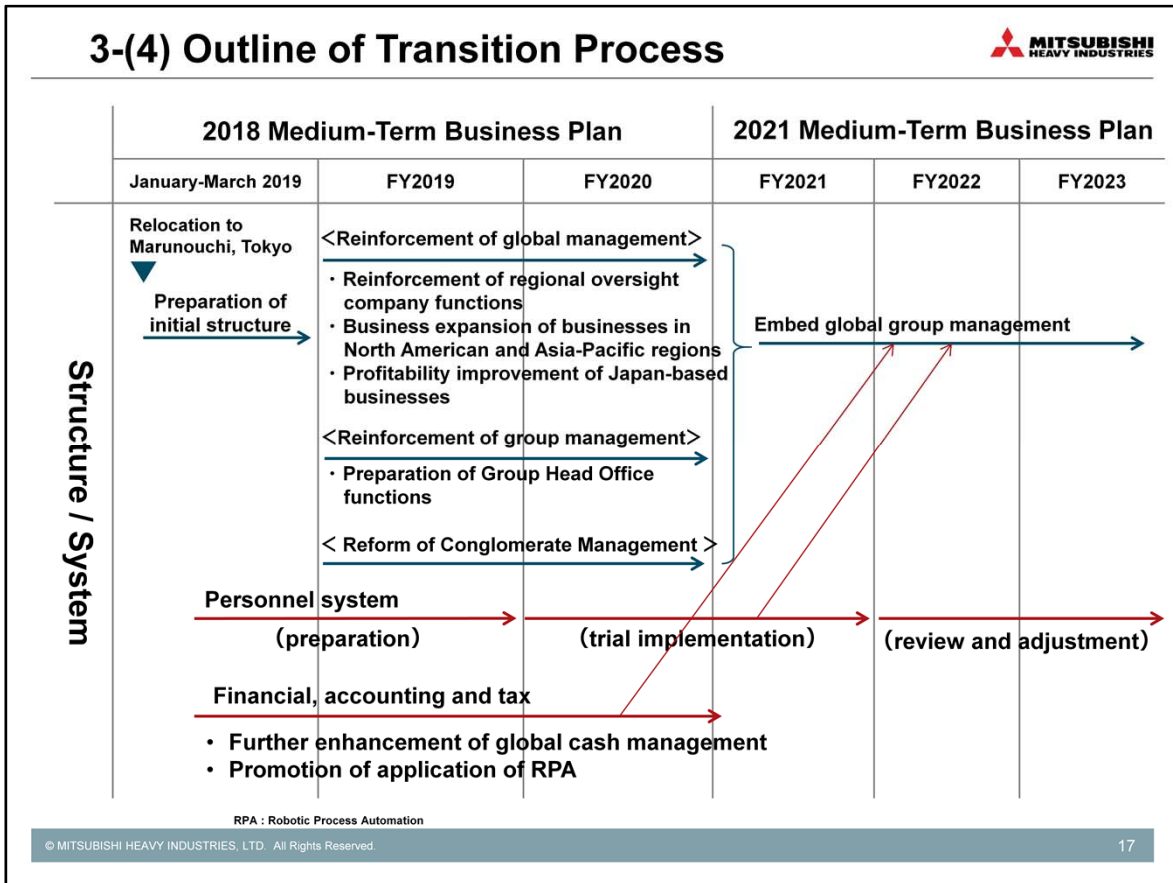 3-(4) Outline of Transition Process
MITSUBISHI
HEAVY INDUSTRIES
2018 Medium-Term Business Plan
2021 Medium-Term Business Plan
January-March 2019
FY2019
FY2020
FY2021
FY2022
FY2023
Structure / System
Relocation to
Marunouchi, Tokyo
Preparation of
initial structure
<Reinforcement of global management>
・Reinforcement of regional oversight
company functions
・Business expansion of businesses in
North American and Asia-Pacific regions
・Profitability improvement of Japan-based
businesses
<Reinforcement of group management>
・Preparation of Group Head Office
functions
< Reform of Conglomerate Management >
Embed global group management
Personnel system
(preparation)
(trial implementation)
(review and adjustment)
Financial, accounting and tax
• Further enhancement of global cash management
• Promotion of application of RPA
RPA : Robotic Process Automation
© MITSUBISHI HEAVY INDUSTRIES, LTD. All Rights Reserved.
17